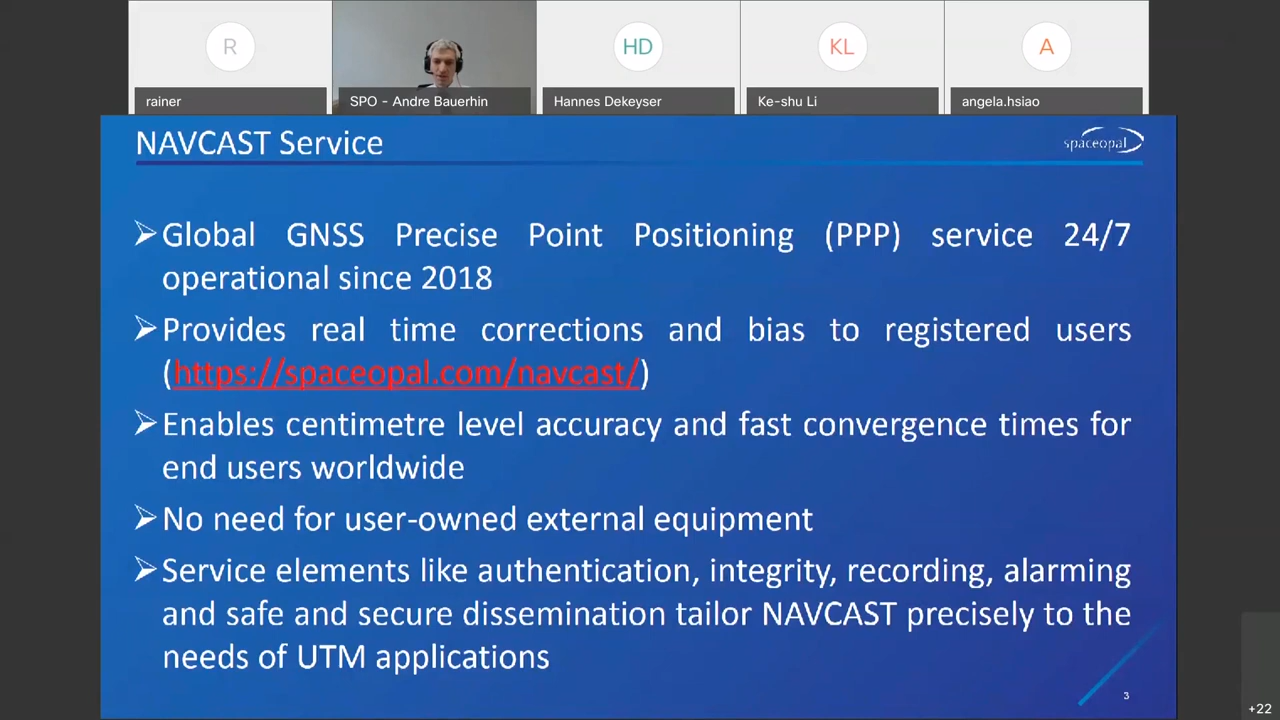 R
HD
KL
A
rainer
SPO - Andre Bauerhin
Hannes Dekeyser
Ke-shu Li
angela.hsiao
NAVCAST Service
spaceopal
Global GNSS Precise Point Positioning (PPP) service 24/7
operational since 2018
Provides real time corrections and bias to registered users
(https://spaceopal.com/navcast/)
Enables centimetre level accuracy and fast convergence times for
end users worldwide
No need for user-owned external equipment
Service elements like authentication, integrity, recording, alarming
and safe and secure dissemination tailor NAVCAST precisely to the
needs of UTM applications
3
+22